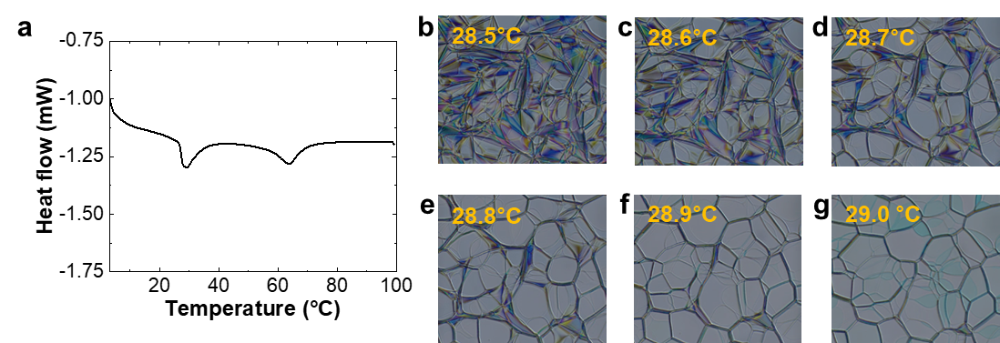 a
-0.75
-1.00
-1.25
-1.50
-1.75
Heat flow (mW)
20 40 60 80 100
Temperature (°C)
b 28.5°C
c 28.6°C
d 28.7°C
e 28.8°C
f 28.9°C
g 29.0 °C